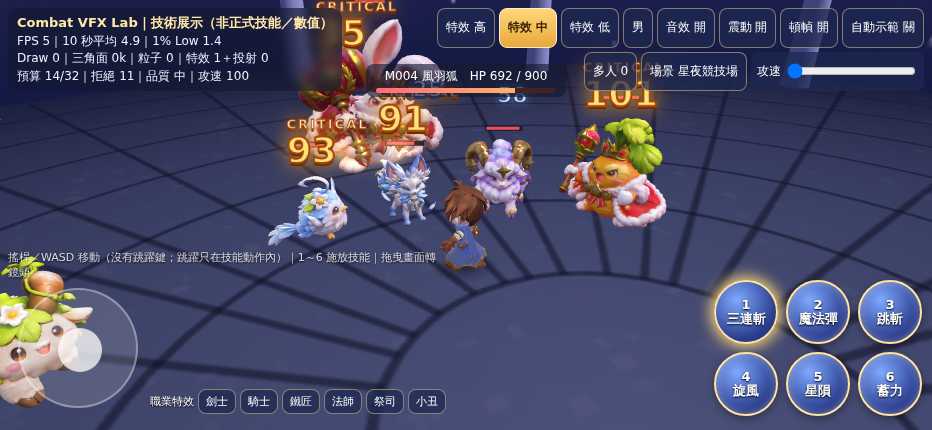 Combat VFX Lab｜技術展示（非正式技能／數值）
FPS 5｜10 秒平均 4.9｜1% Low 1.4
Draw 0｜三角面 0k｜粒子 0｜特效 1＋投射 0
預算 14/32｜拒絕 11｜品質 中｜攻速 100
特效 高
特效 中
特效 低
男
音效 開
震動 開
頓幀 開
自動示範 關
多人 0
場景 星夜競技場
攻速
M004 風羽狐 HP 692 / 900
CRITICAL
5
CRITICAL
93
91
38
101
搖桿／WASD 移動（沒有跳躍鍵；跳躍只在技能動作內）｜1~6 施放技能｜拖曳畫面轉
鏡頭
1
三連斬
2
魔法彈
3
跳斬
4
旋風
5
星隕
6
蓄力
職業特效
劍士
騎士
鐵匠
法師
祭司
小丑